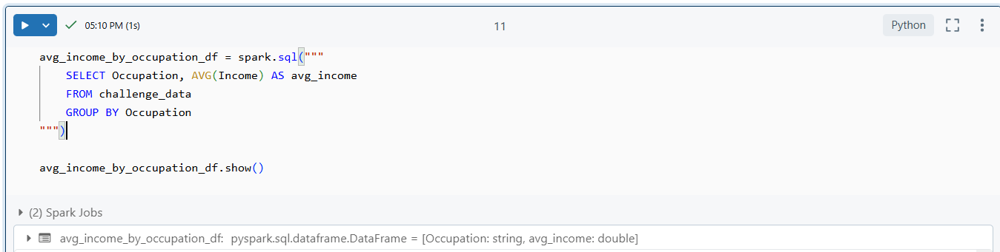 05:10 PM (1s)
11
Python
avg_income_by_occupation_df = spark.sql("""
    SELECT Occupation, AVG(Income) AS avg_income
    FROM challenge_data
    GROUP BY Occupation
""")
avg_income_by_occupation_df.show()
(2) Spark Jobs
avg_income_by_occupation_df: pyspark.sql.dataframe.DataFrame = [Occupation: string, avg_income: double]